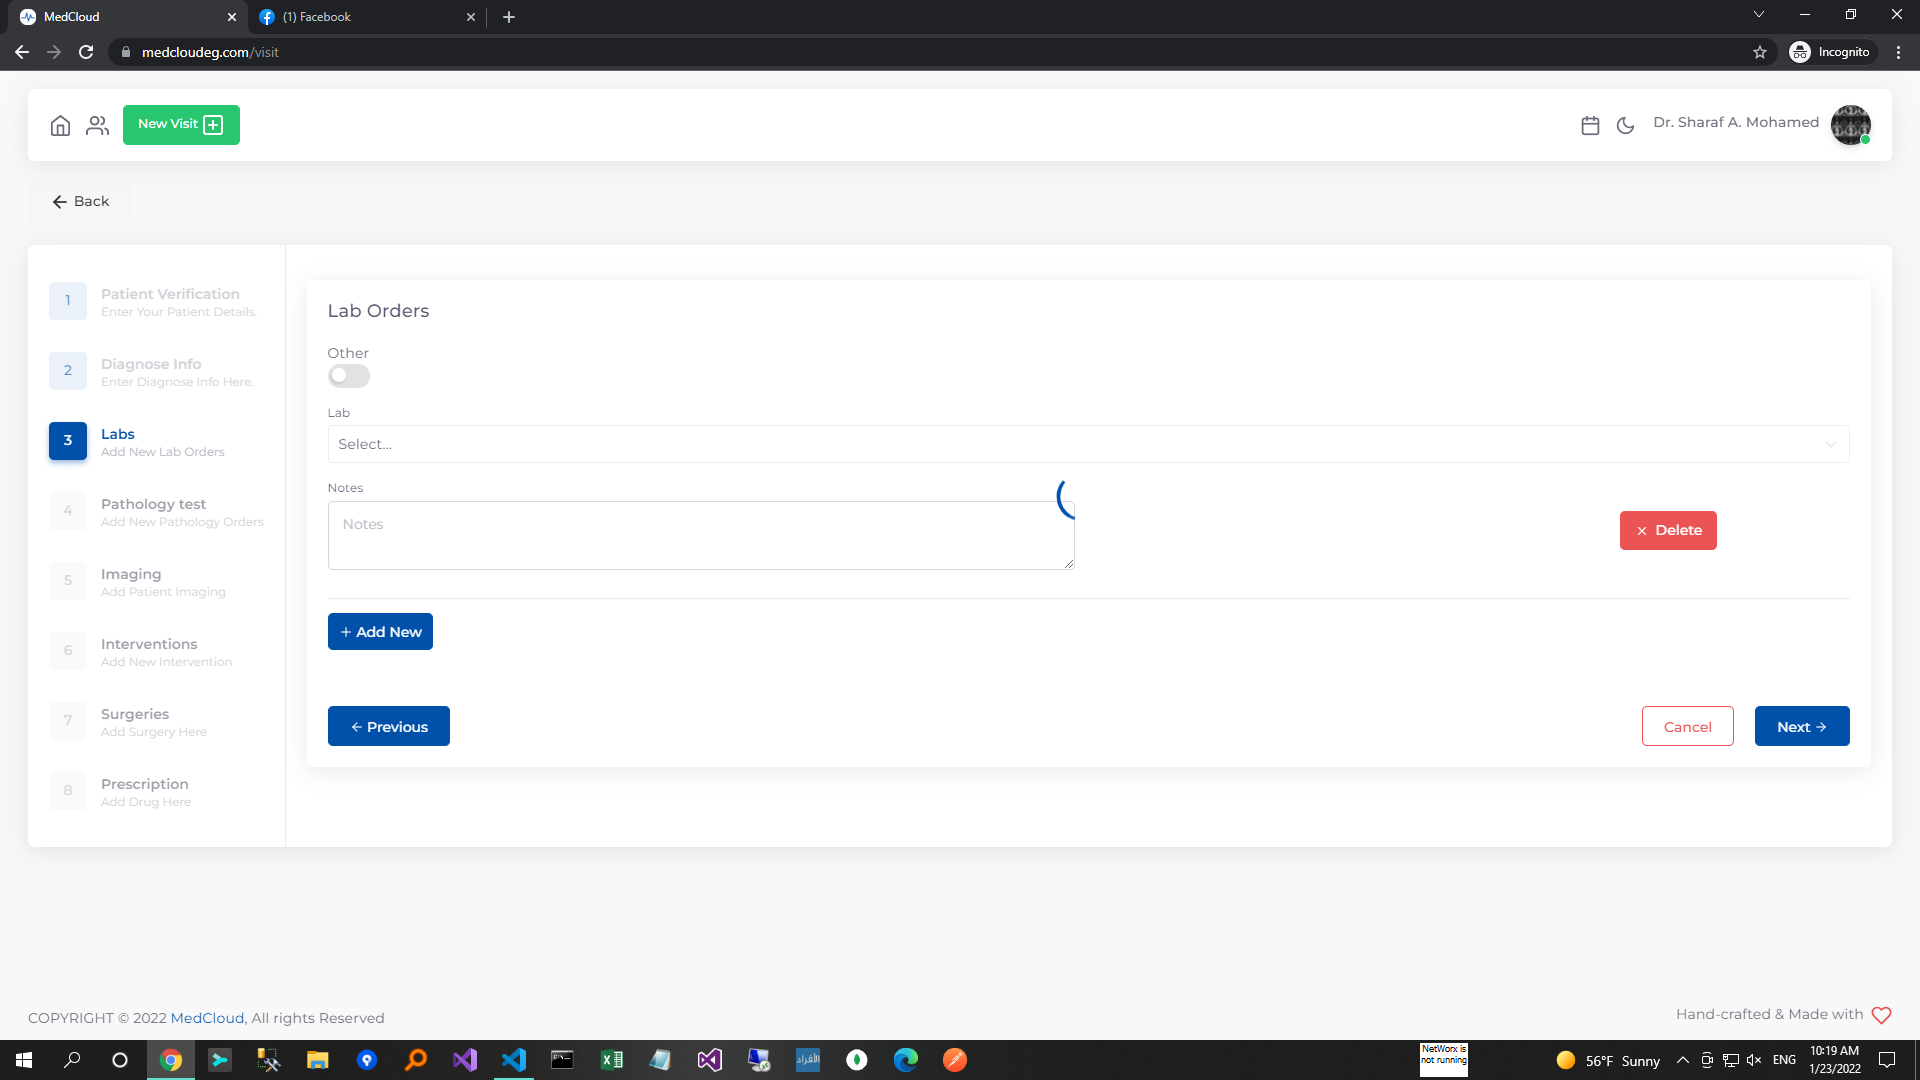 MedCloud
(1) Facebook
medcloudeg.com/visit
Incognito
New Visit
Dr. Sharaf A. Mohamed
Back
1
Patient Verification
Enter Your Patient Details.
2
Diagnose Info
Enter Diagnose Info Here.
3
Labs
Add New Lab Orders
4
Pathology test
Add New Pathology Orders
5
Imaging
Add Patient Imaging
6
Interventions
Add New Intervention
7
Surgeries
Add Surgery Here
8
Prescription
Add Drug Here
Lab Orders
Other
Lab
Select...
Notes
Notes
Delete
Add New
Previous
Cancel
Next
COPYRIGHT © 2022 MedCloud, All rights Reserved
Hand-crafted & Made with
الأفراد
NetWorx is
not running
56°F Sunny
ENG
10:19 AM
1/23/2022